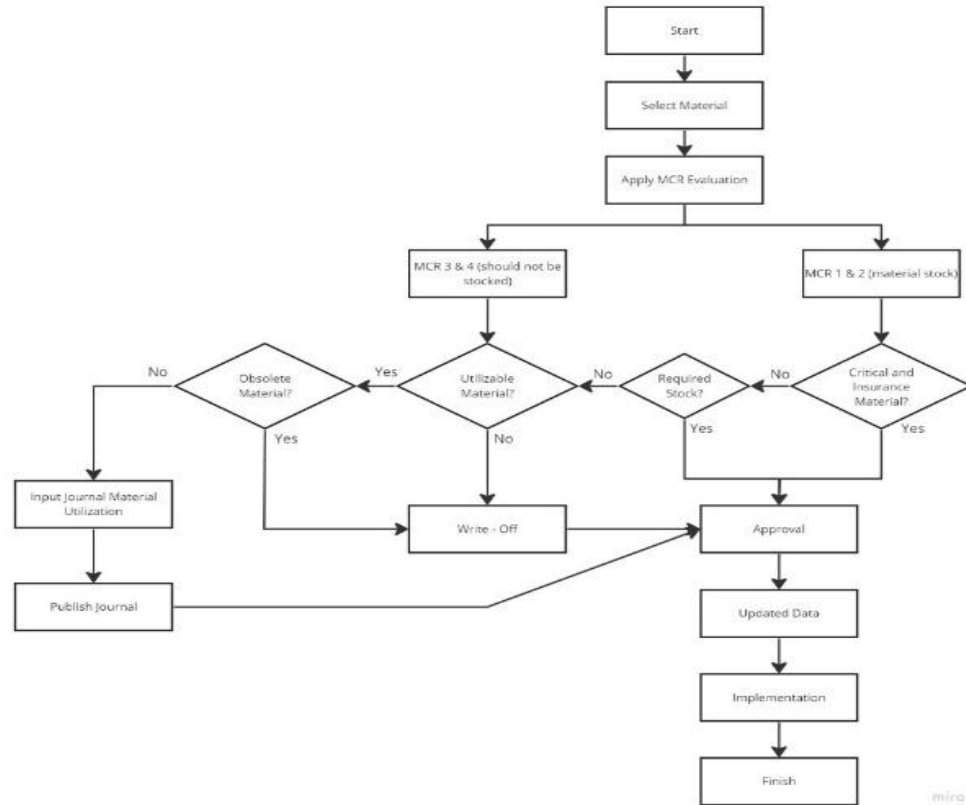 Start
Select Material
Apply MCR Evaluation
MCR 3 & 4 (should not be
stocked)
MCR 1 & 2 (material stock)
No
Obsolete
Material?
Yes
Utilizable
Material?
No
Required
Stock?
No
Critical and
Insurance
Material?
Yes
No
Yes
Yes
Input Journal Material
Utilization
Write - Off
Approval
Publish Journal
Updated Data
Implementation
Finish
miro